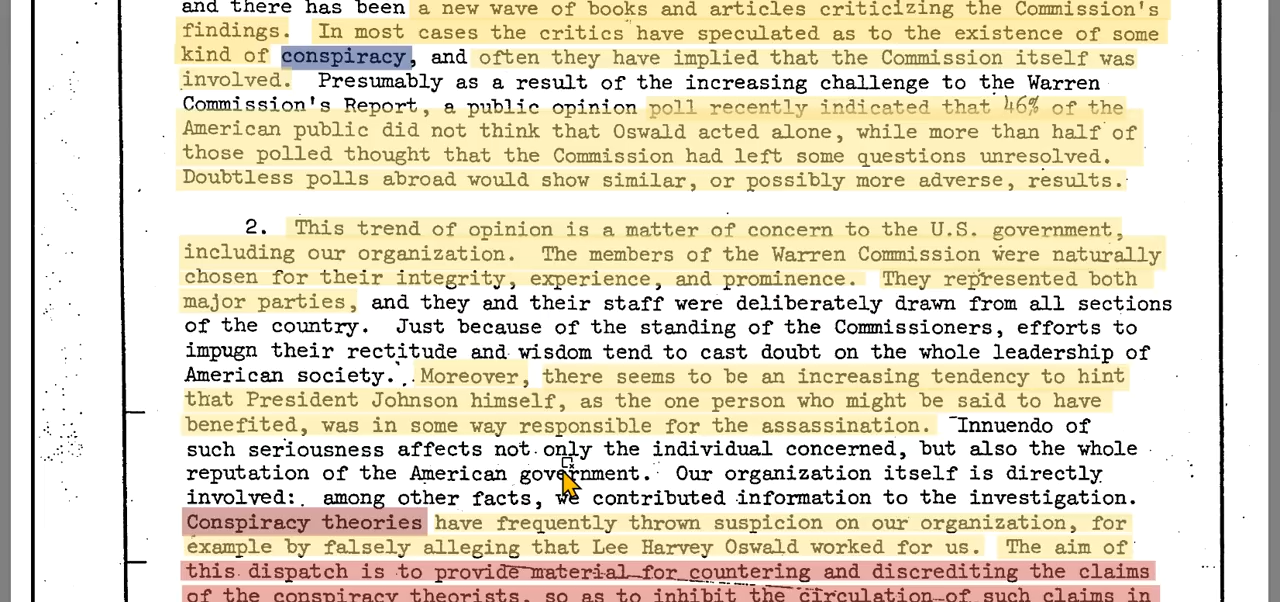 and there has been a new wave of books and articles criticizing the Commission's
findings. In most cases the critics have speculated as to the existence of some
kind of conspiracy, and often they have implied that the Commission itself was
involved. Presumably as a result of the increasing challenge to the Warren
Commission's Report, a public opinion poll recently indicated that 46% of the
American public did not think that Oswald acted alone, while more than half of
those polled thought that the Commission had left some questions unresolved.
Doubtless polls abroad would show similar, or possibly more adverse, results.
2. This trend of opinion is a matter of concern to the U.S. government,
including our organization. The members of the Warren Commission were naturally
chosen for their integrity, experience, and prominence. They represented both
major parties, and they and their staff were deliberately drawn from all sections
of the country. Just because of the standing of the Commissioners, efforts to
impugn their rectitude and wisdom tend to cast doubt on the whole leadership of
American society. Moreover, there seems to be an increasing tendency to hint
that President Johnson himself, as the one person who might be said to have
benefited, was in some way responsible for the assassination. Innuendo of
such seriousness affects not only the individual concerned, but also the whole
reputation of the American government. Our organization itself is directly
involved: among other facts, we contributed information to the investigation.
Conspiracy theories have frequently thrown suspicion on our organization, for
example by falsely alleging that Lee Harvey Oswald worked for us. The aim of
this dispatch is to provide material for countering and discrediting the claims
of the conspiracy theorists, so as to inhibit the circulation of such claims in